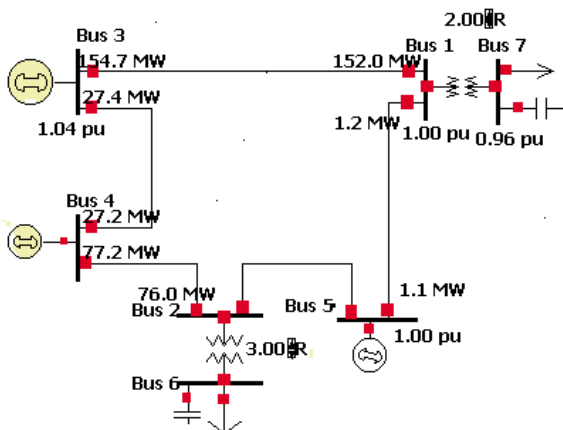 2.00 R
Bus 3
Bus 1 Bus 7
154.7 MW 152.0 MW
27.4 MW
1.2 MW
1.04 pu
1.00 pu 0.96 pu
Bus 4
27.2 MW
77.2 MW
76.0 MW
1.1 MW
Bus 2
Bus 5
1.00 pu
3.00 R
Bus 6